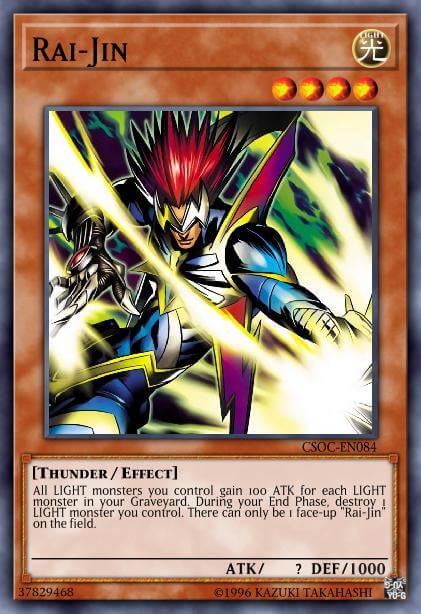 Rai-Jin
LIGHT
光
CSOC-EN084
[Thunder / Effect]
All LIGHT monsters you control gain 100 ATK for each LIGHT
monster in your Graveyard. During your End Phase, destroy 1
LIGHT monster you control. There can only be 1 face-up "Rai-Jin"
on the field.
ATK/ ? DEF/1000
37829468
©1996 KAZUKI TAKAHASHI